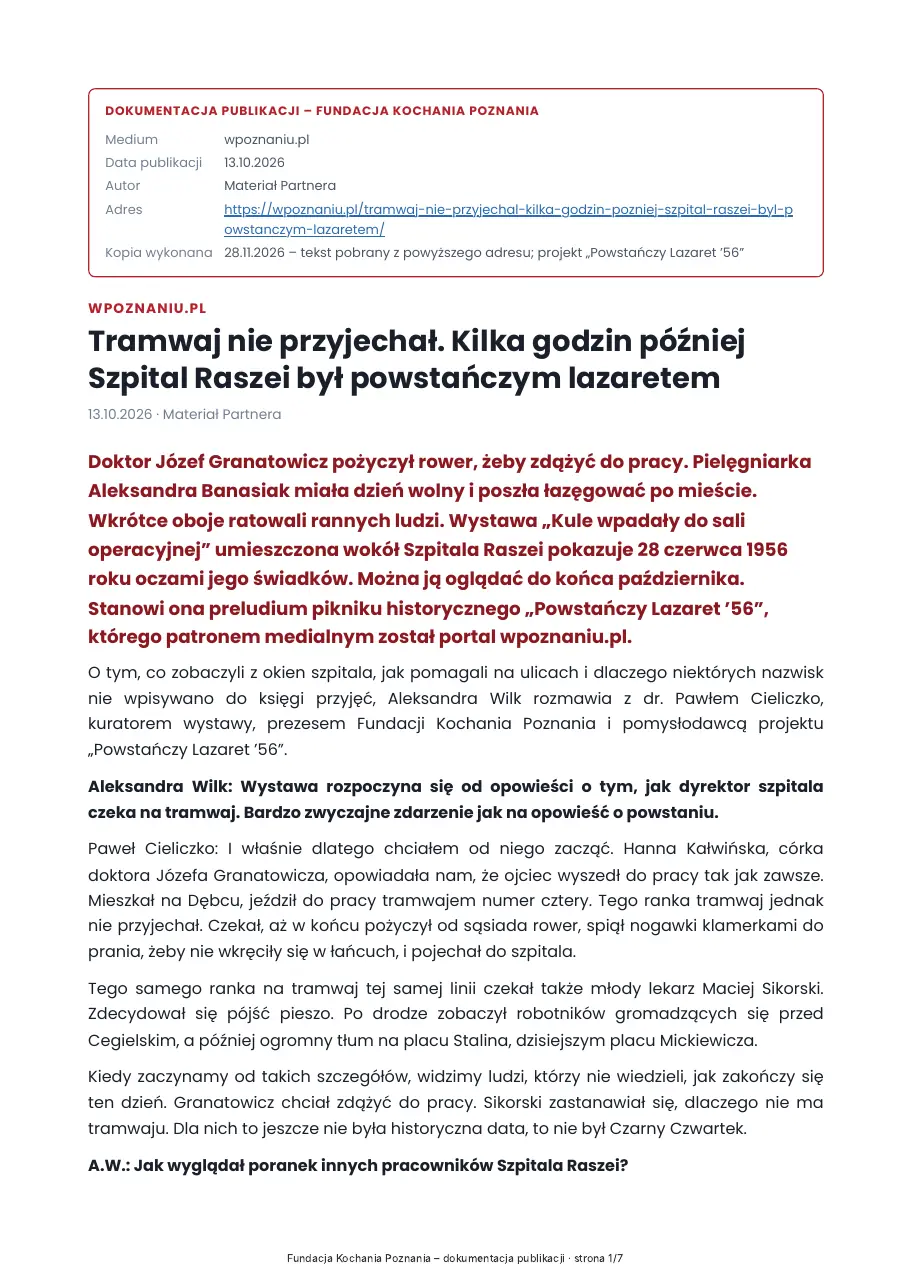 DOKUMENTACJA PUBLIKACJI – FUNDACJA KOCHANIA POZNANIA
Medium wpoznaniu.pl
Data publikacji 13.10.2026
Autor Materiał Partnera
Adres https://wpoznaniu.pl/tramwaj-nie-przyjechal-kilka-godzin-pozniej-szpital-raszei-byl-p
owstanczym-lazaretem/
Kopia wykonana 28.11.2026 – tekst pobrany z powyższego adresu; projekt „Powstańczy Lazaret ’56”
WPOZNANIU.PL
Tramwaj nie przyjechał. Kilka godzin później
Szpital Raszei był powstańczym lazaretem
13.10.2026 · Materiał Partnera
Doktor Józef Granatowicz pożyczył rower, żeby zdążyć do pracy. Pielęgniarka
Aleksandra Banasiak miała dzień wolny i poszła łazęgować po mieście.
Wkrótce oboje ratowali rannych ludzi. Wystawa „Kule wpadały do sali
operacyjnej” umieszczona wokół Szpitala Raszei pokazuje 28 czerwca 1956
roku oczami jego świadków. Można ją oglądać do końca października.
Stanowi ona preludium pikniku historycznego „Powstańczy Lazaret ’56”,
którego patronem medialnym został portal wpoznaniu.pl.
O tym, co zobaczyli z okien szpitala, jak pomagali na ulicach i dlaczego niektórych nazwisk
nie wpisywano do księgi przyjęć, Aleksandra Wilk rozmawia z dr. Pawłem Cieliczko,
kuratorem wystawy, prezesem Fundacji Kochania Poznania i pomysłodawcą projektu
„Powstańczy Lazaret ’56”.
Aleksandra Wilk: Wystawa rozpoczyna się od opowieści o tym, jak dyrektor szpitala
czeka na tramwaj. Bardzo zwyczajne zdarzenie jak na opowieść o powstaniu.
Paweł Cieliczko: I właśnie dlatego chciałem od niego zacząć. Hanna Kałwińska, córka
doktora Józefa Granatowicza, opowiadała nam, że ojciec wyszedł do pracy tak jak zawsze.
Mieszkał na Dębcu, jeździł do pracy tramwajem numer cztery. Tego ranka tramwaj jednak
nie przyjechał. Czekał, aż w końcu pożyczył od sąsiada rower, spiął nogawki klamerkami do
prania, żeby nie wkręciły się w łańcuch, i pojechał do szpitala.
Tego samego ranka na tramwaj tej samej linii czekał także młody lekarz Maciej Sikorski.
Zdecydował się pójść pieszo. Po drodze zobaczył robotników gromadzących się przed
Cegielskim, a później ogromny tłum na placu Stalina, dzisiejszym placu Mickiewicza.
Kiedy zaczynamy od takich szczegółów, widzimy ludzi, którzy nie wiedzieli, jak zakończy się
ten dzień. Granatowicz chciał zdążyć do pracy. Sikorski zastanawiał się, dlaczego nie ma
tramwaju. Dla nich to jeszcze nie była historyczna data, to nie był Czarny Czwartek.
A.W.: Jak wyglądał poranek innych pracowników Szpitala Raszei?
Fundacja Kochania Poznania – dokumentacja publikacji · strona 1/7